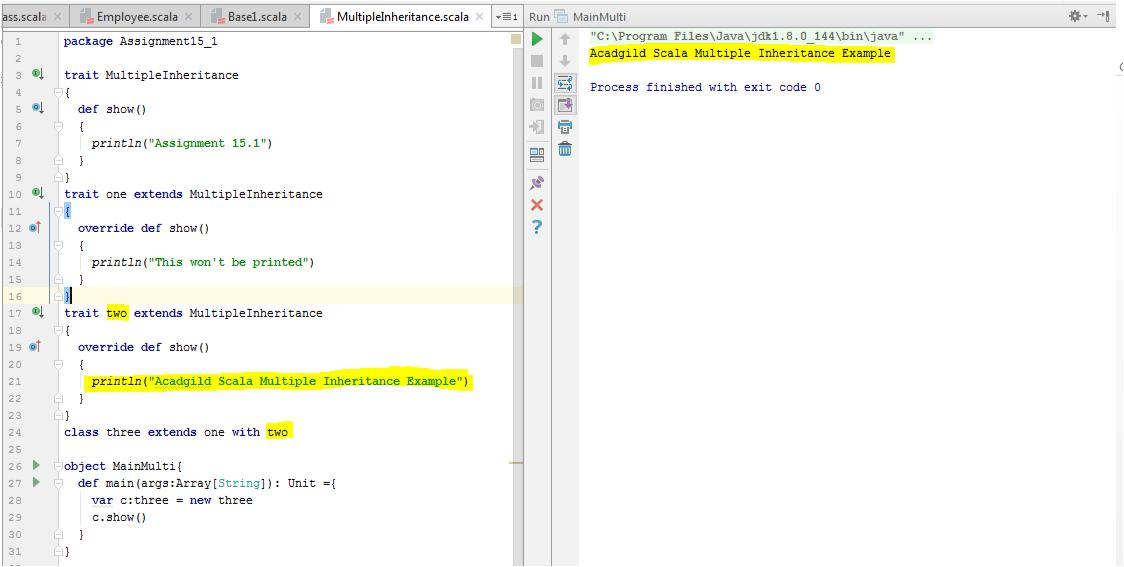 ass.scala Employee.scala Base1.scala MultipleInheritance.scala 1 Run MainMulti
1 package Assignment15_1
2
3 trait MultipleInheritance
4 {
5 def show()
6 {
7 println("Assignment 15.1")
8 }
9 }
10 trait one extends MultipleInheritance
11 {
12 override def show()
13 {
14 println("This won't be printed")
15 }
16 }
17 trait two extends MultipleInheritance
18 {
19 override def show()
20 {
21 println("Acadgild Scala Multiple Inheritance Example")
22 }
23 }
24 class three extends one with two
25
26 object MainMulti{
27 def main(args:Array[String]): Unit ={
28 var c:three = new three
29 c.show()
30 }
31 }
"C:\Program Files\Java\jdk1.8.0_144\bin\java" ...
Acadgild Scala Multiple Inheritance Example
Process finished with exit code 0